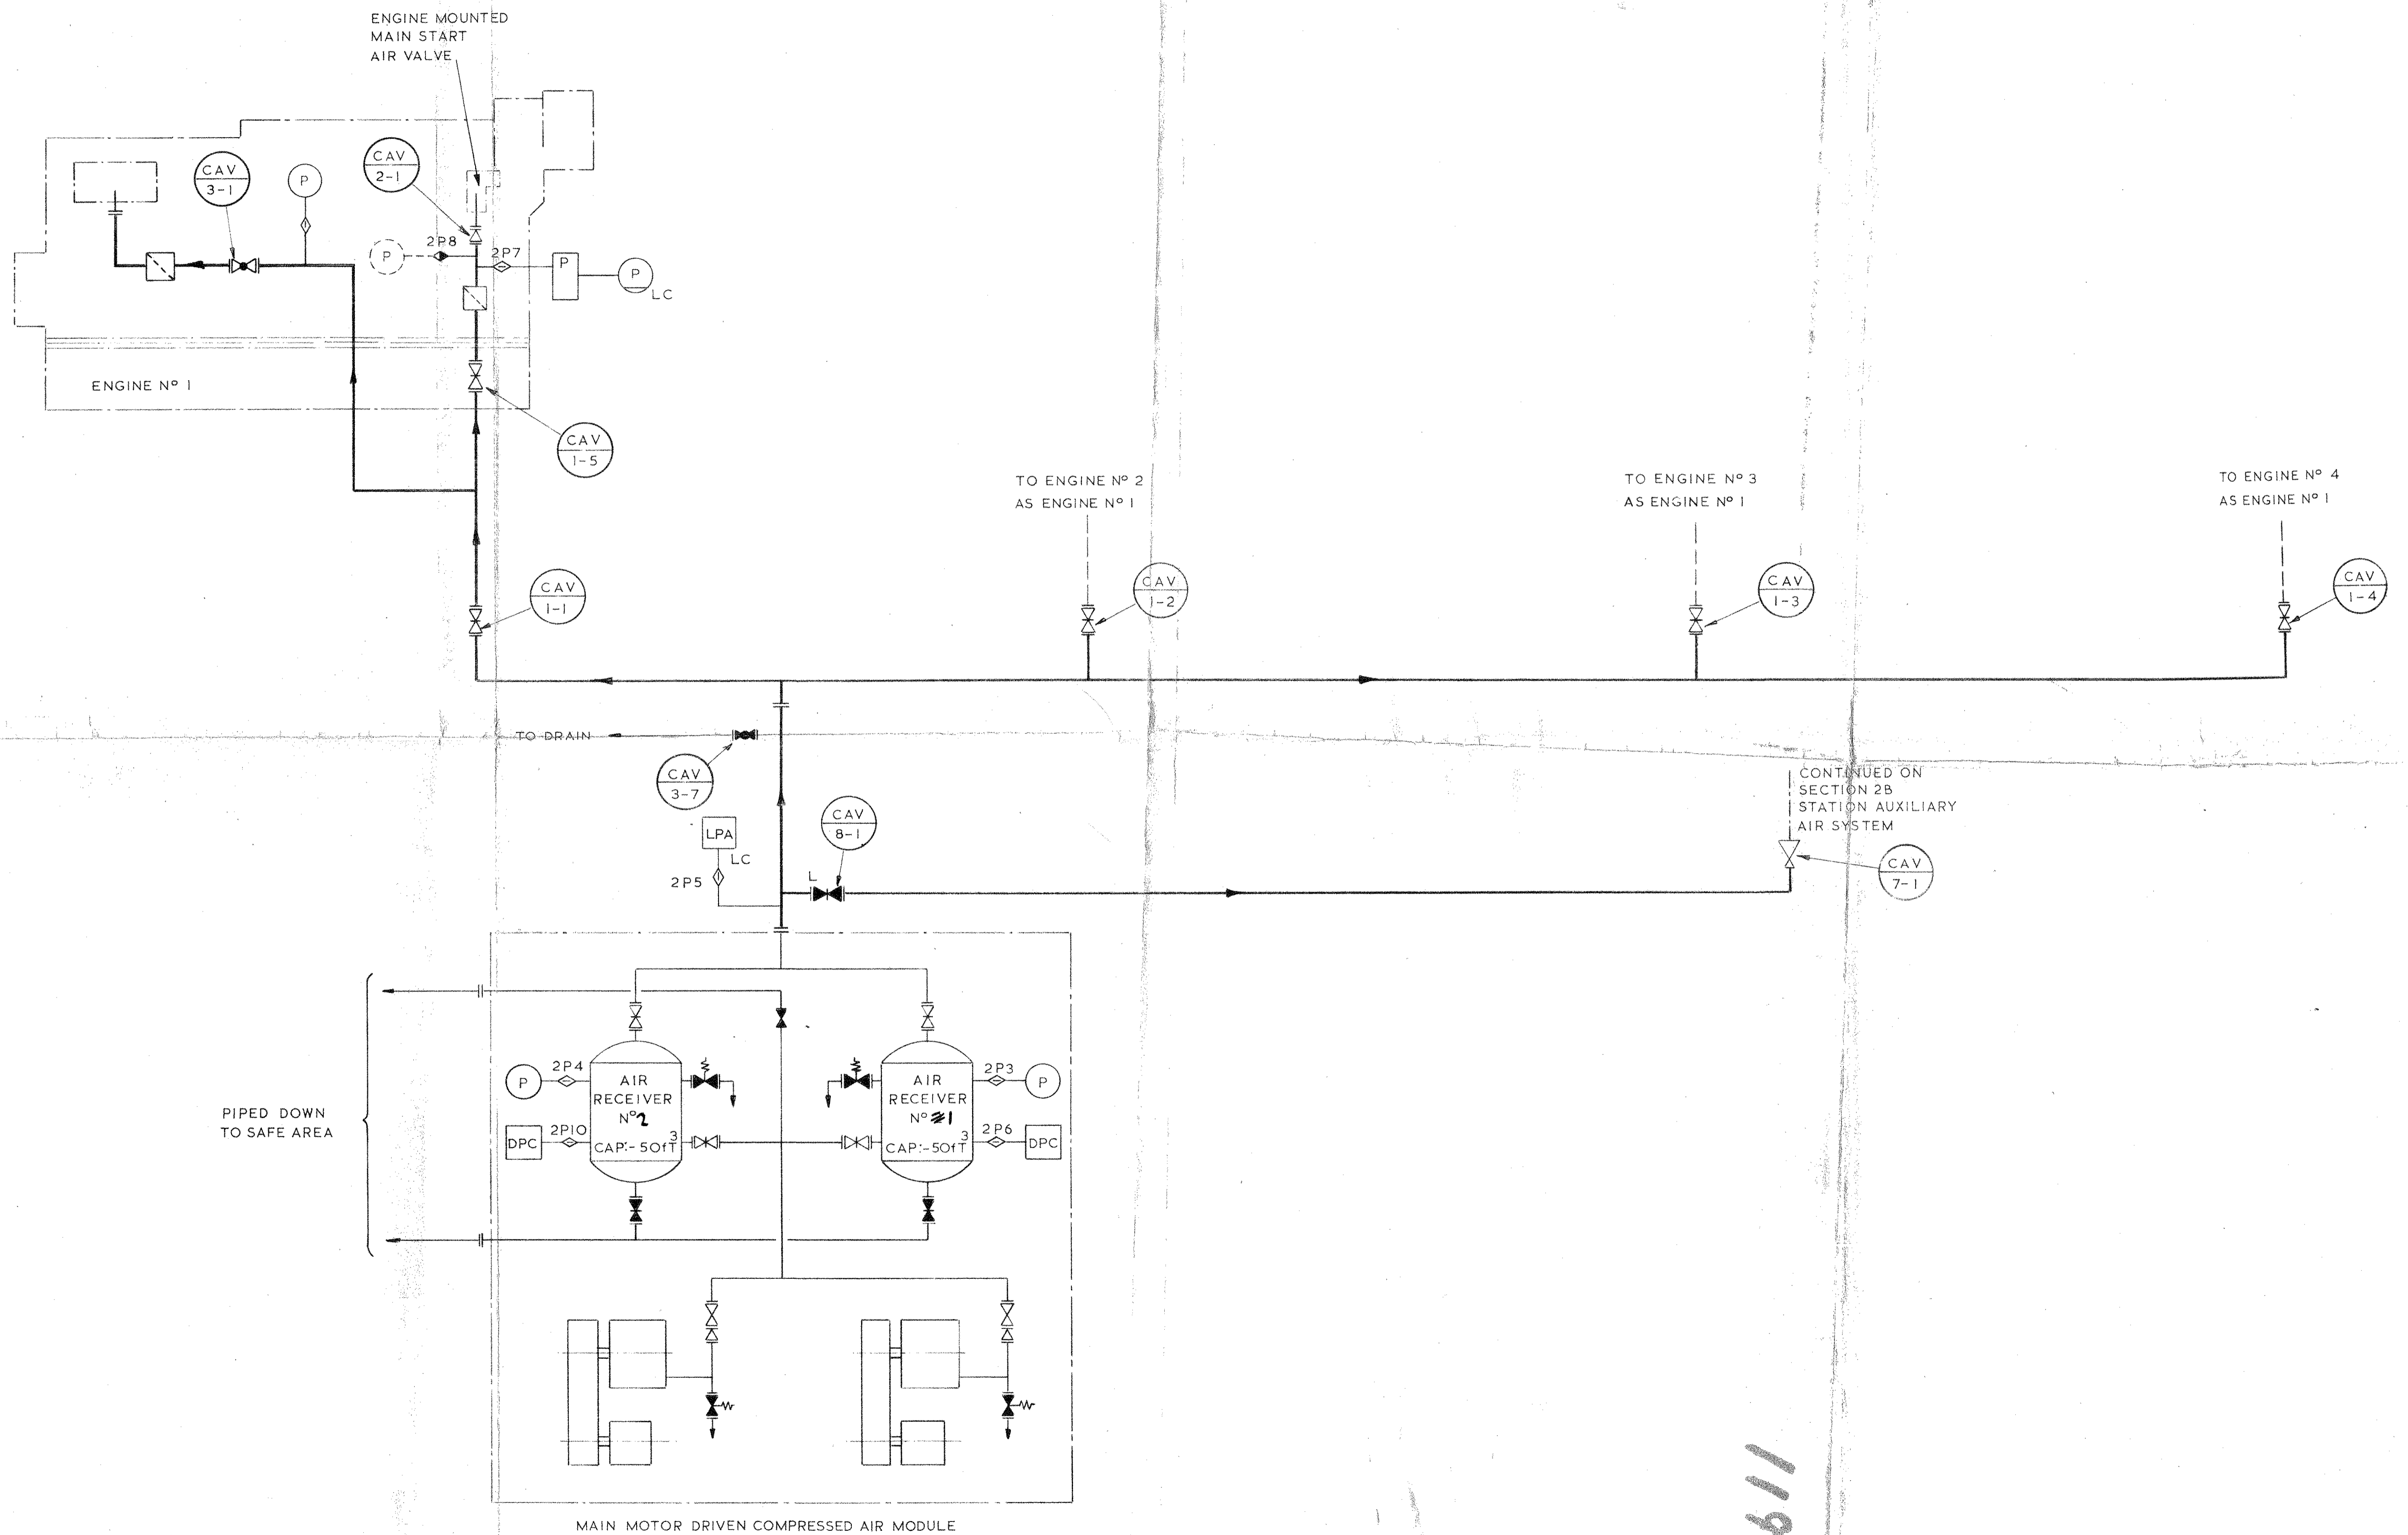 ENGINE MOUNTED
MAIN START
AIR VALVE
CAV
3-1
P
CAV
2-1
2P8
P
2P7
P
P
LC
ENGINE Nº 1
CAV
1-5
TO ENGINE Nº 2
AS ENGINE Nº 1
TO ENGINE Nº 3
AS ENGINE Nº 1
TO ENGINE Nº 4
AS ENGINE Nº 1
CAV
1-1
CAV
1-2
CAV
1-3
CAV
1-4
TO DRAIN
CAV
3-7
CONTINUED ON
SECTION 2B
STATION AUXILIARY
AIR SYSTEM
LPA
LC
2P5
CAV
8-1
L
CAV
7-1
PIPED DOWN
TO SAFE AREA
P
2P4
AIR
RECEIVER
Nº 2
CAP:-50fT³
DPC
2P10
AIR
RECEIVER
Nº 1
CAP:-50fT³
2P3
P
2P6
DPC
MAIN MOTOR DRIVEN COMPRESSED AIR MODULE